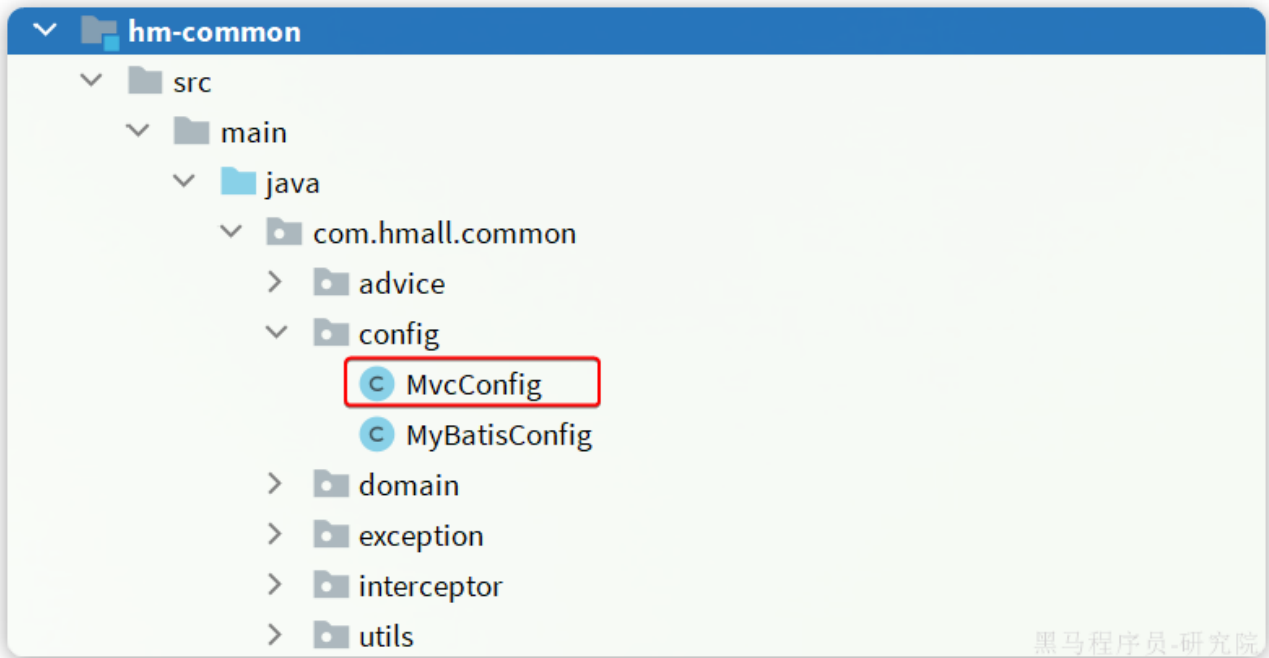 hm-common
src
main
java
com.hmall.common
advice
config
C MvcConfig
C MyBatisConfig
domain
exception
interceptor
utils
黑马程序员-研究院